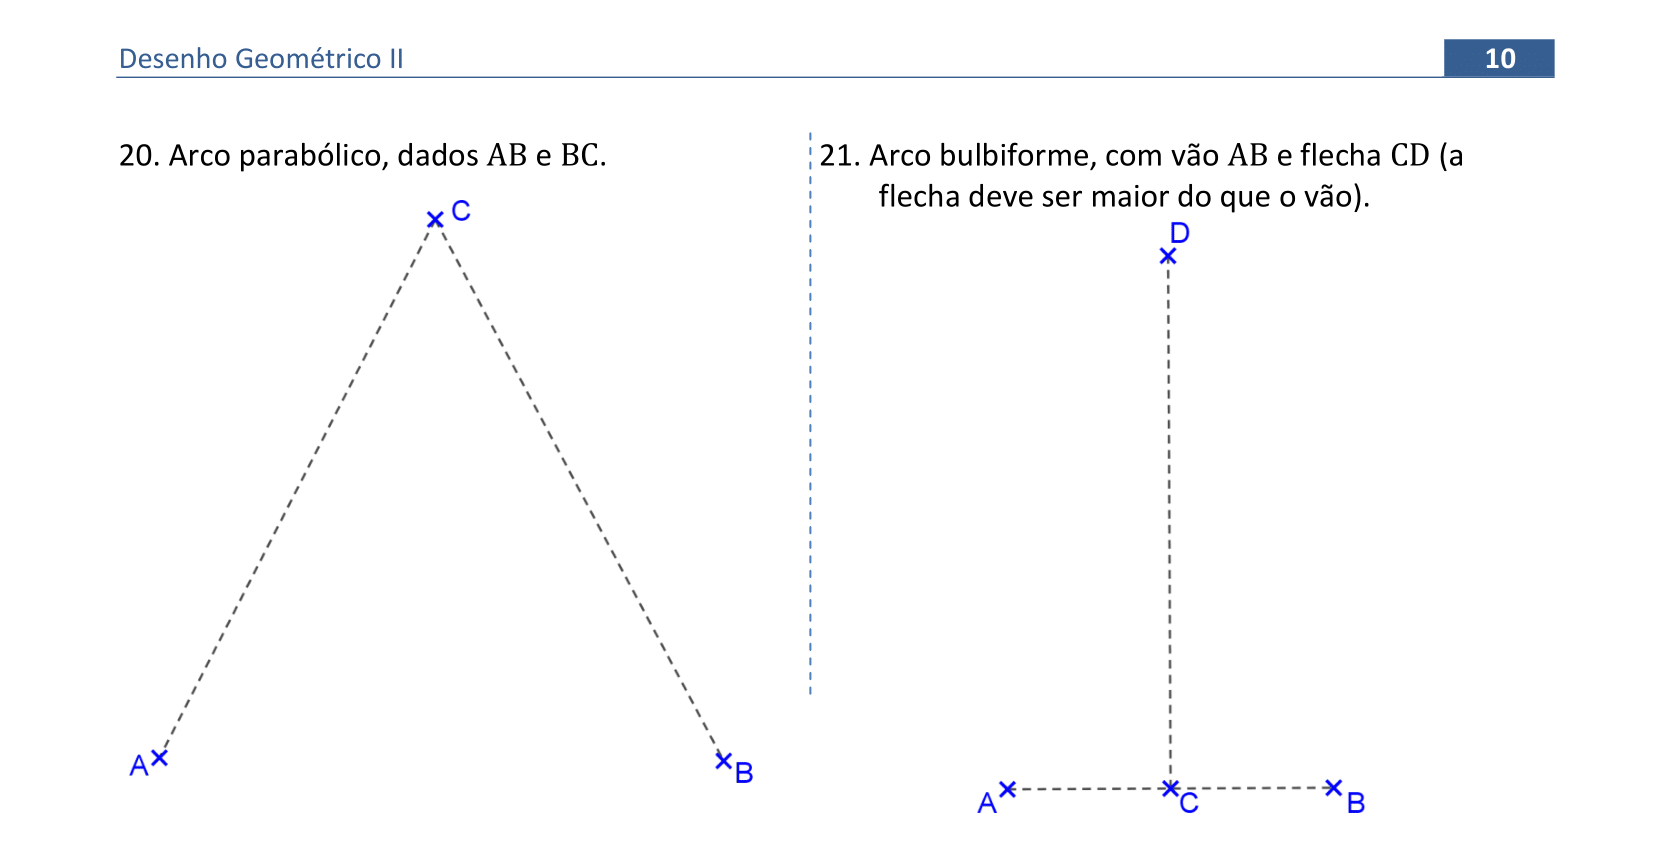 Desenho Geométrico II
10
20. Arco parabólico, dados AB e BC.
C
A
B
21. Arco bulbiforme, com vão AB e flecha CD (a
flecha deve ser maior do que o vão).
D
A
C
B